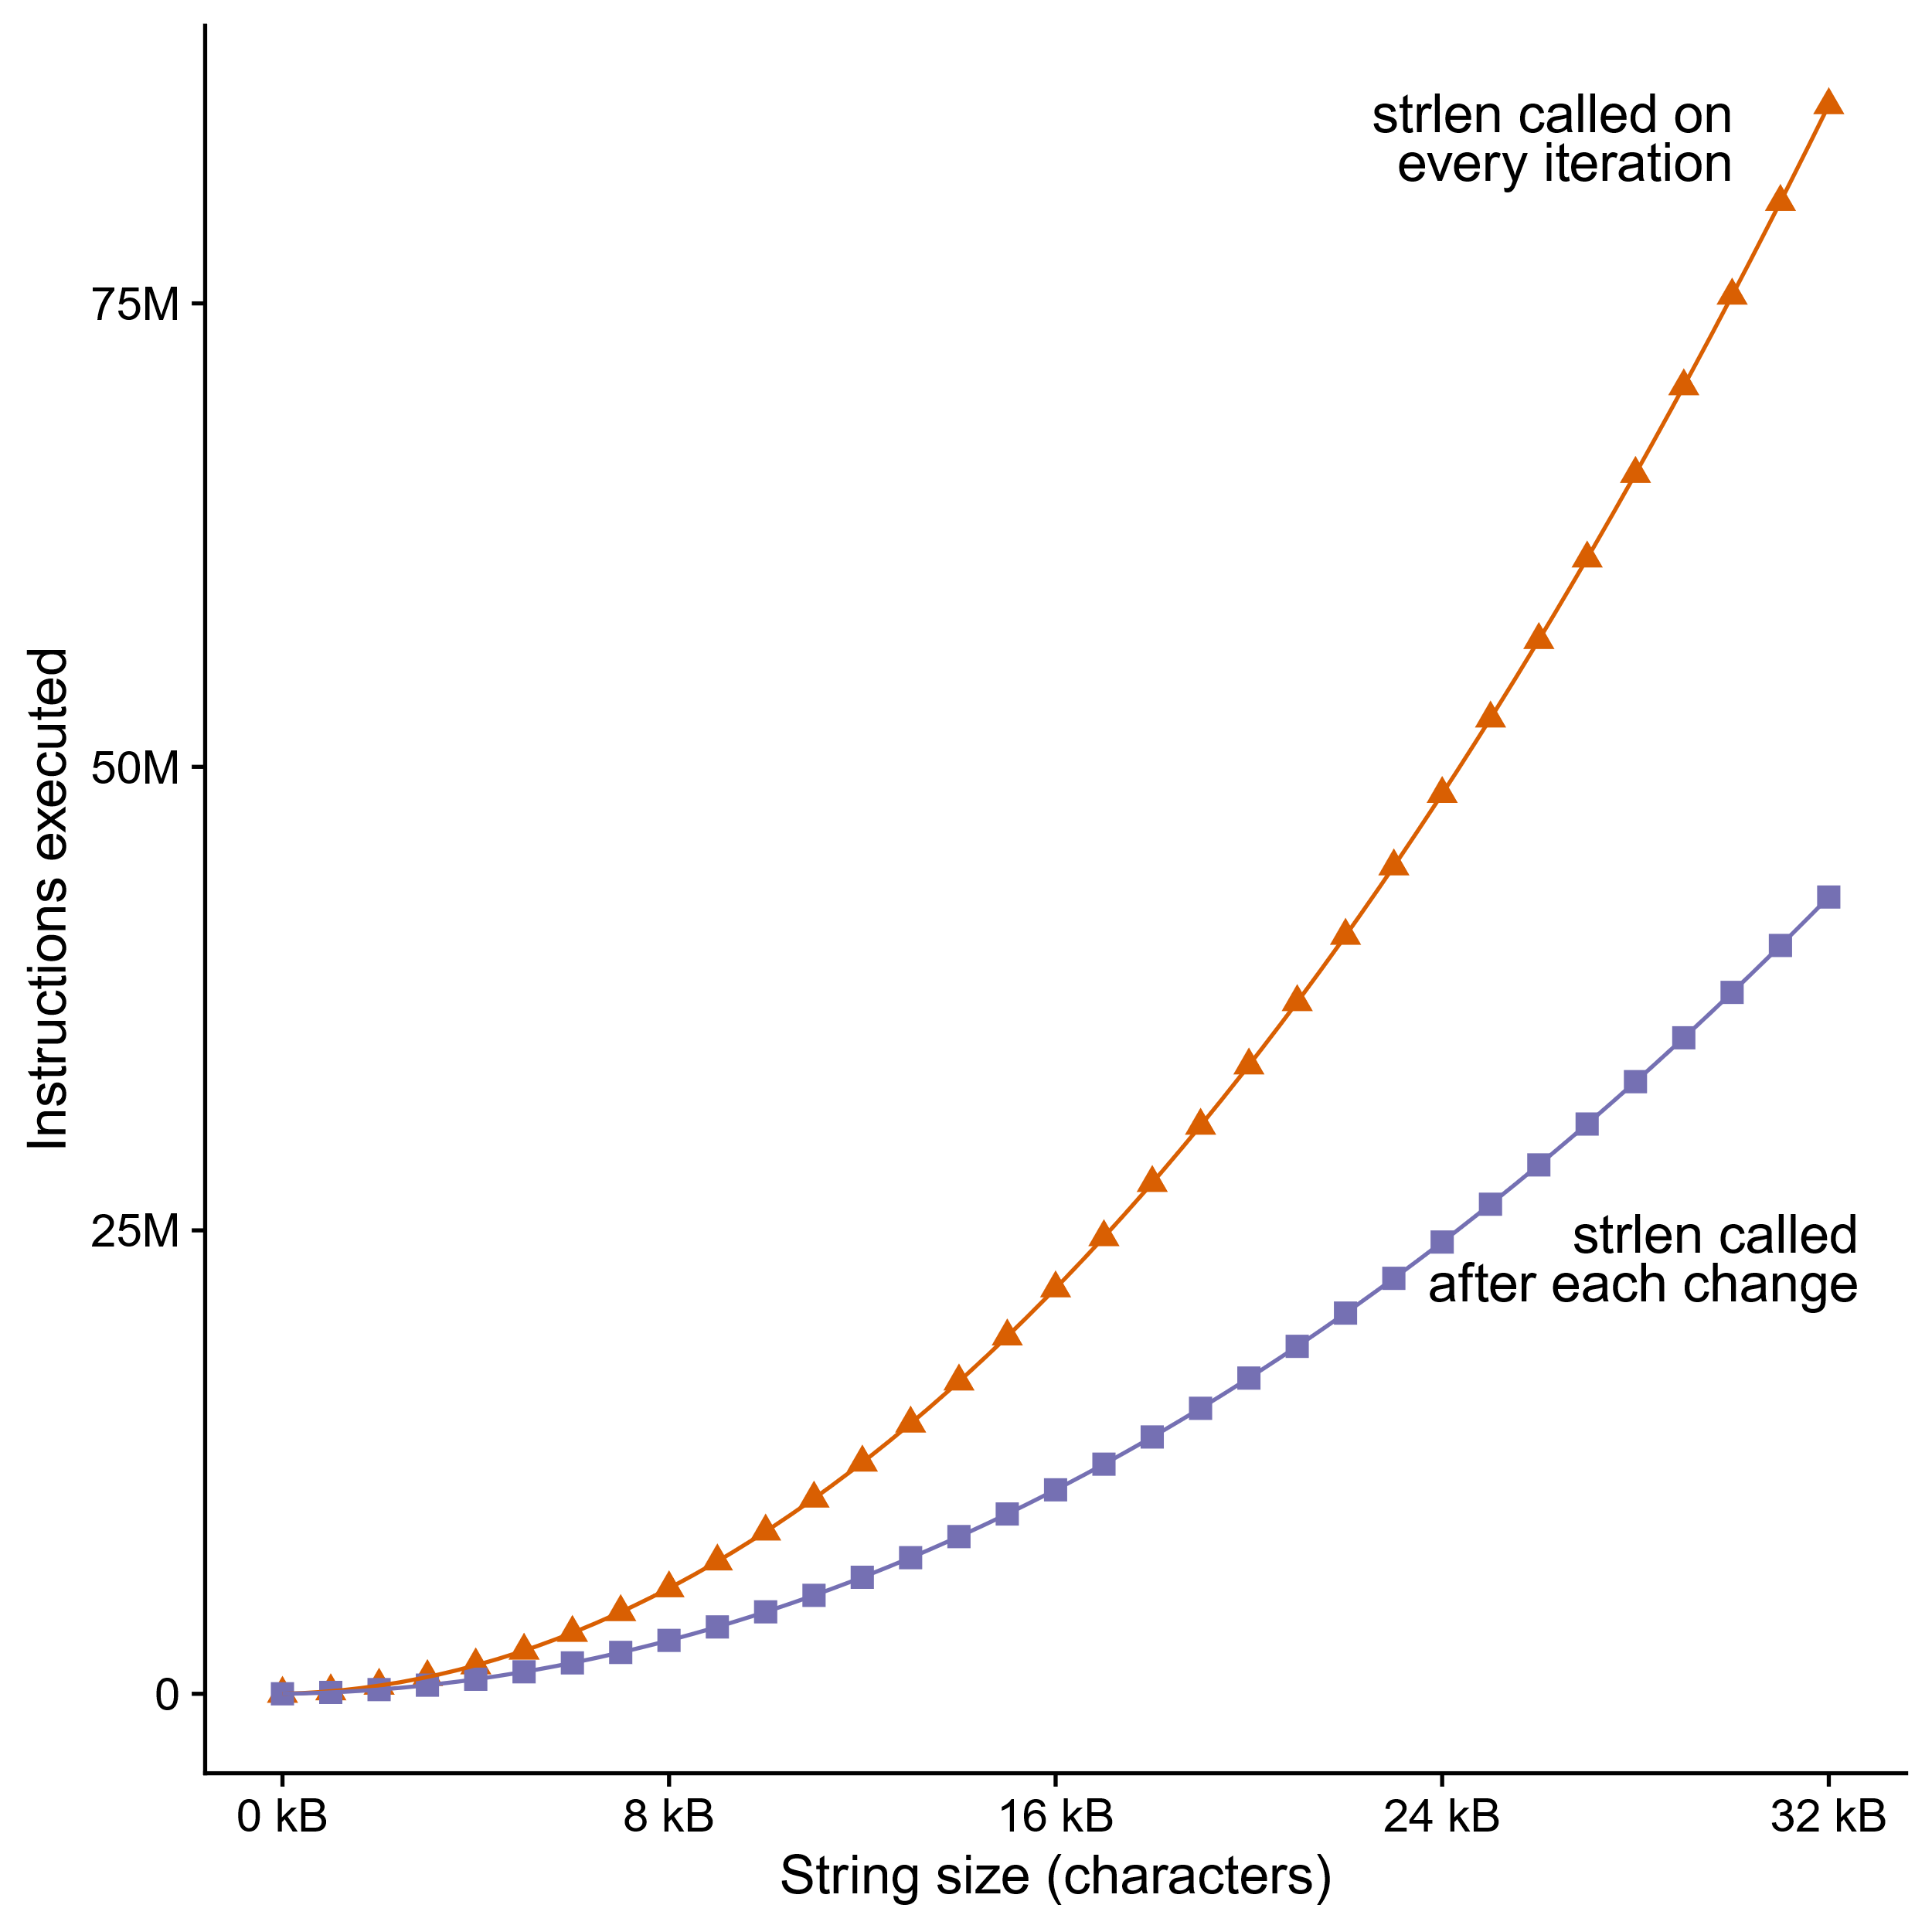 strlen called on
every iteration
75M
50M
25M
0
Instructions executed
strlen called
after each change
0 kB
8 kB
16 kB
24 kB
32 kB
String size (characters)